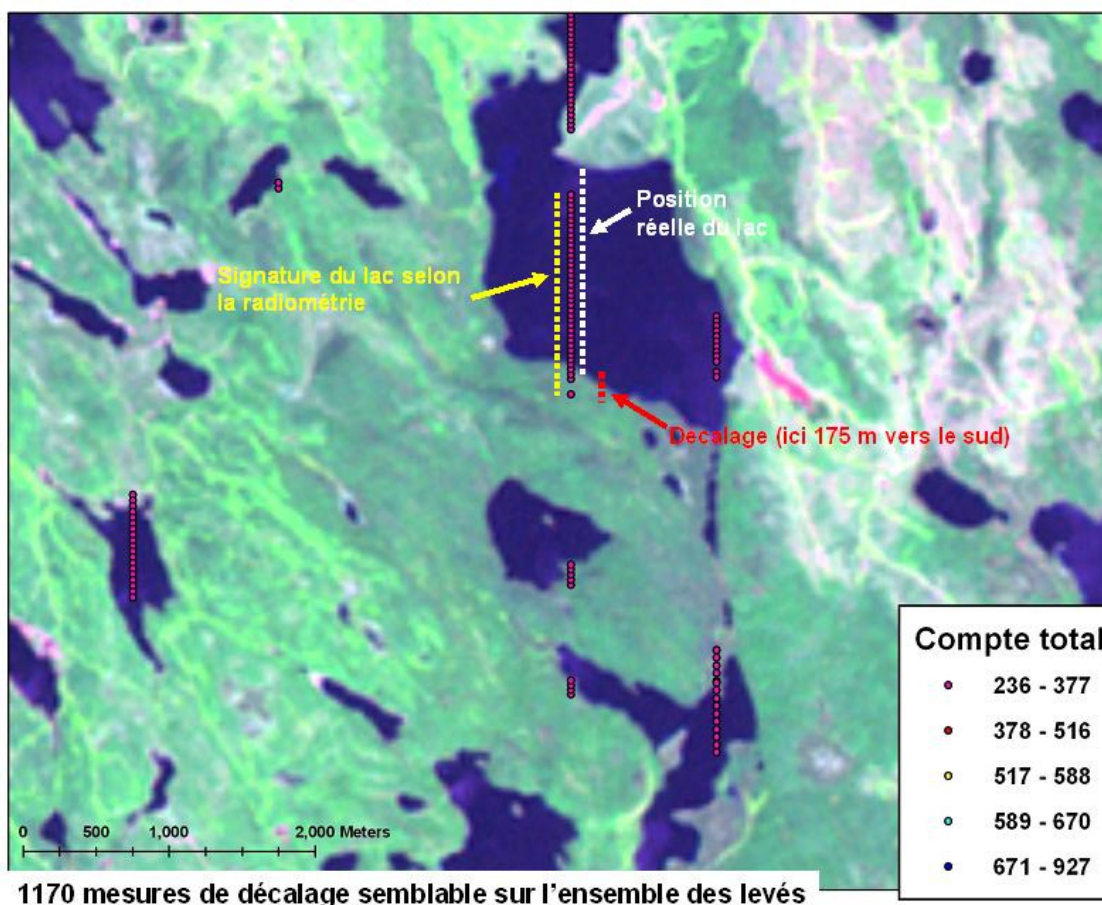 Position
réelle du lac
Signature du lac selon
la radiométrie
Décalage (ici 175 m vers le sud)
Compte total
236 - 377
378 - 516
517 - 588
589 - 670
671 - 927
0 500 1,000 2,000 Meters
1170 mesures de décalage semblable sur l'ensemble des levés